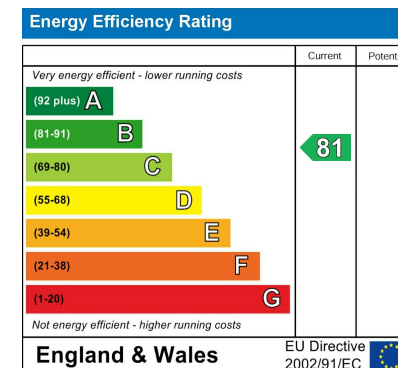 Energy Efficiency Rating
Current Potent
Very energy efficient - lower running costs
(92 plus) A
(81-91) B
81
(69-80) C
(55-68) D
(39-54) E
(21-38) F
(1-20) G
Not energy efficient - higher running costs
England & Wales
EU Directive
2002/91/EC